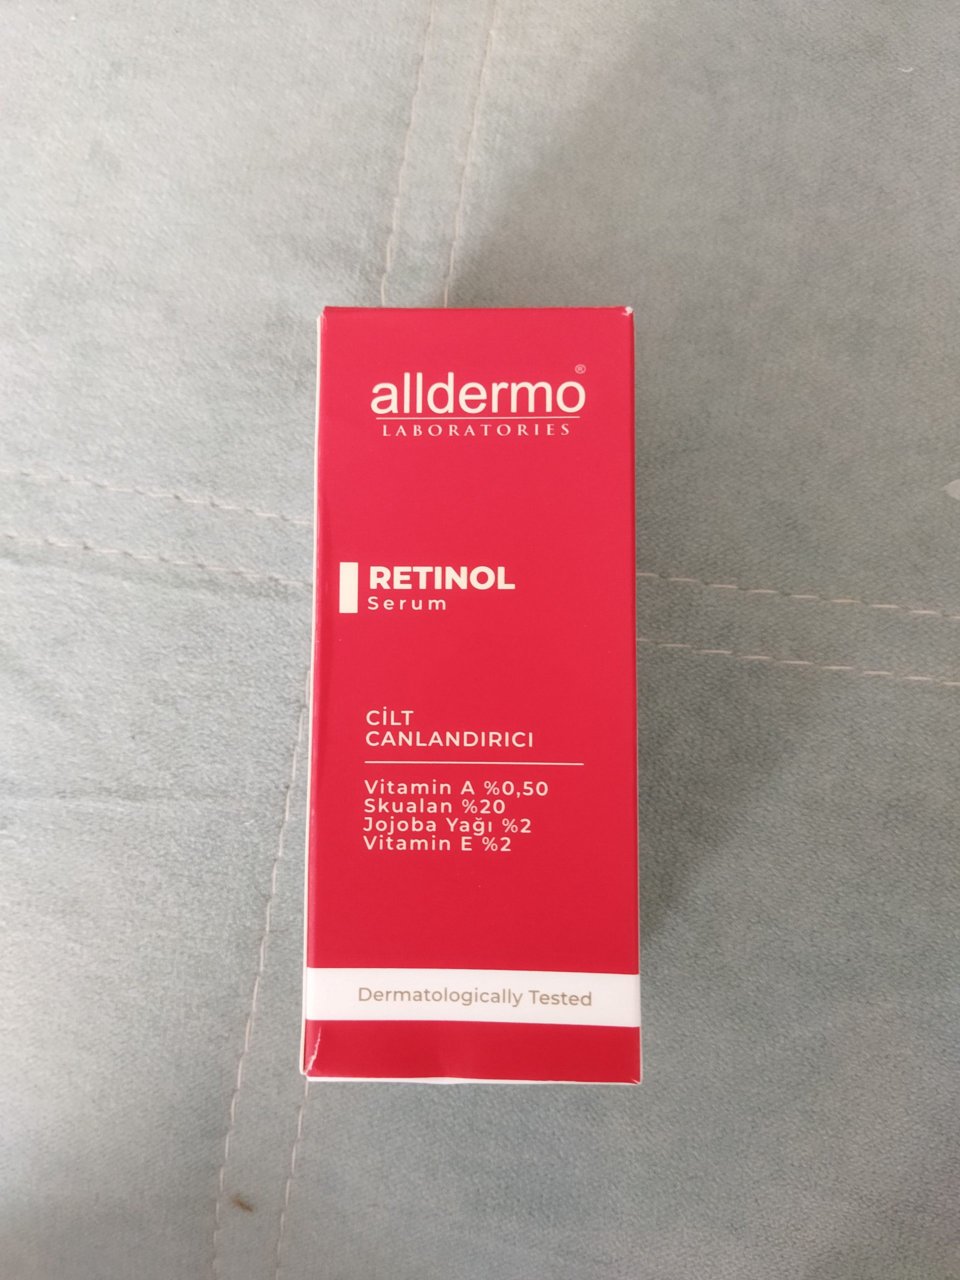 alldermo®
LABORATORIES
RETINOL
Serum
CİLT
CANLANDIRICI
Vitamin A %0,50
Skualan %20
Jojoba Yağı %2
Vitamin E %2
Dermatologically Tested